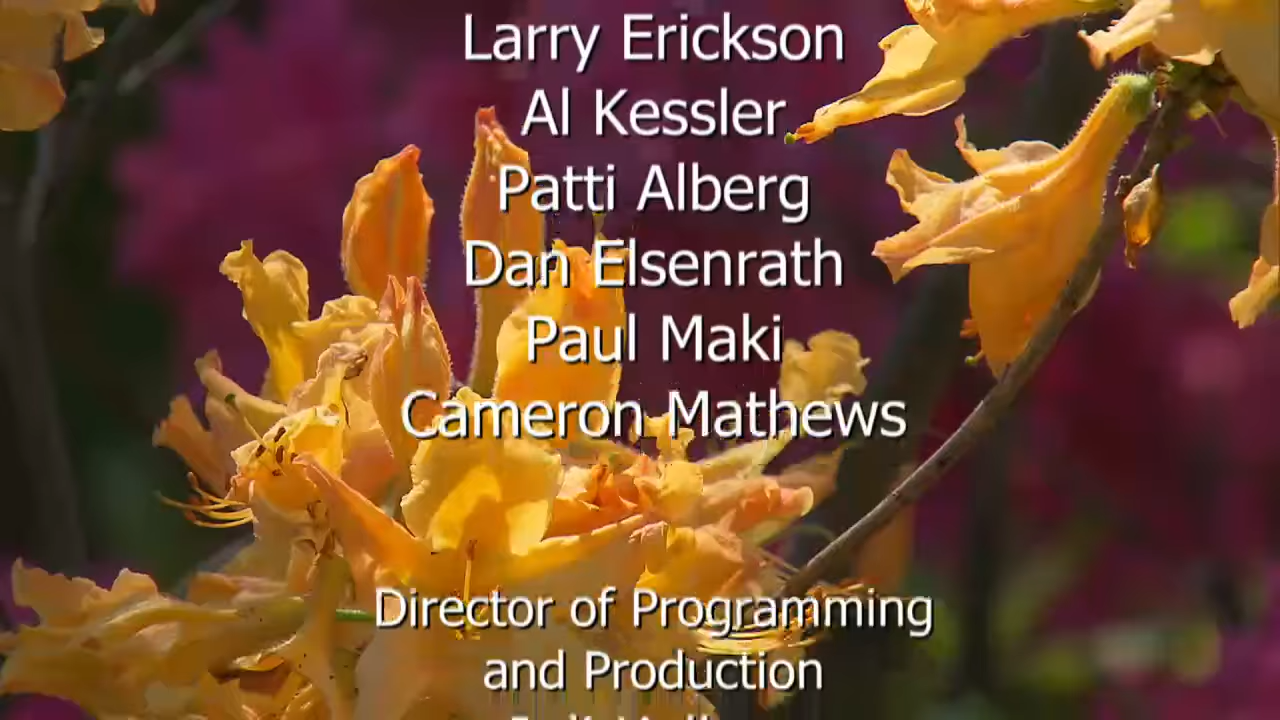 Larry Erickson
Al Kessler
Patti Alberg
Dan Elsenrath
Paul Maki
Cameron Mathews
Director of Programming
and Production